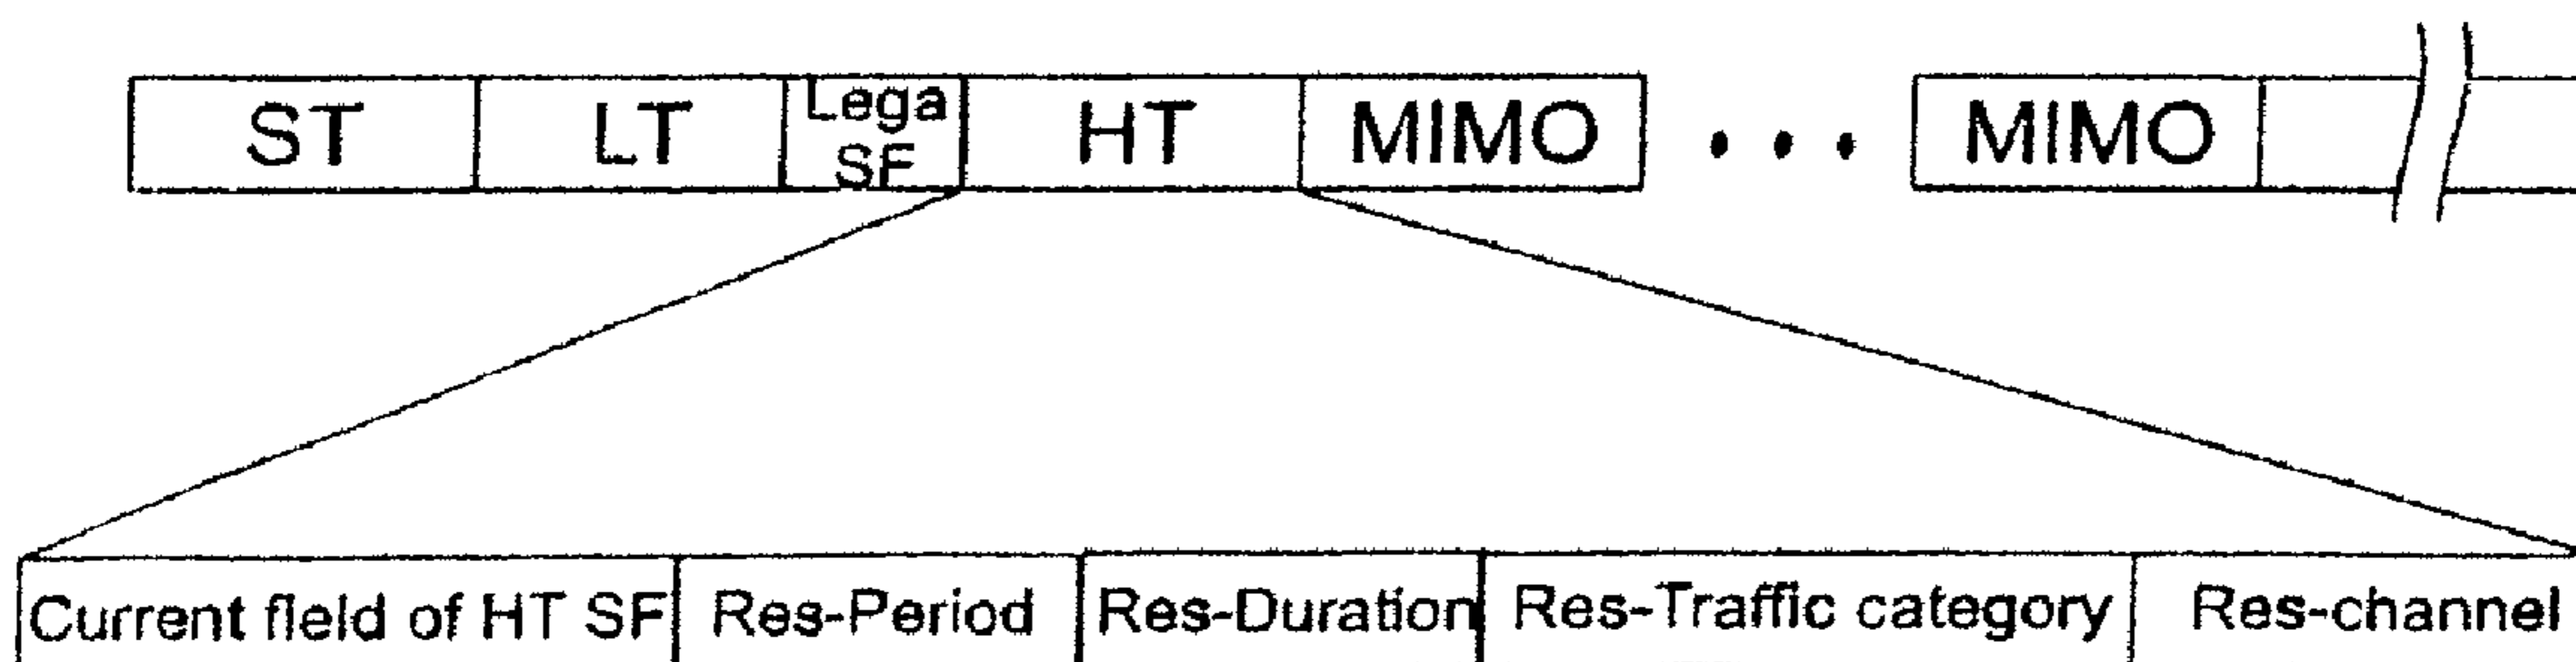 ST LT Lega SF HT MIMO • • • MIMO
Current field of HT SF Res-Period Res-Duration Res-Traffic category Res-channel